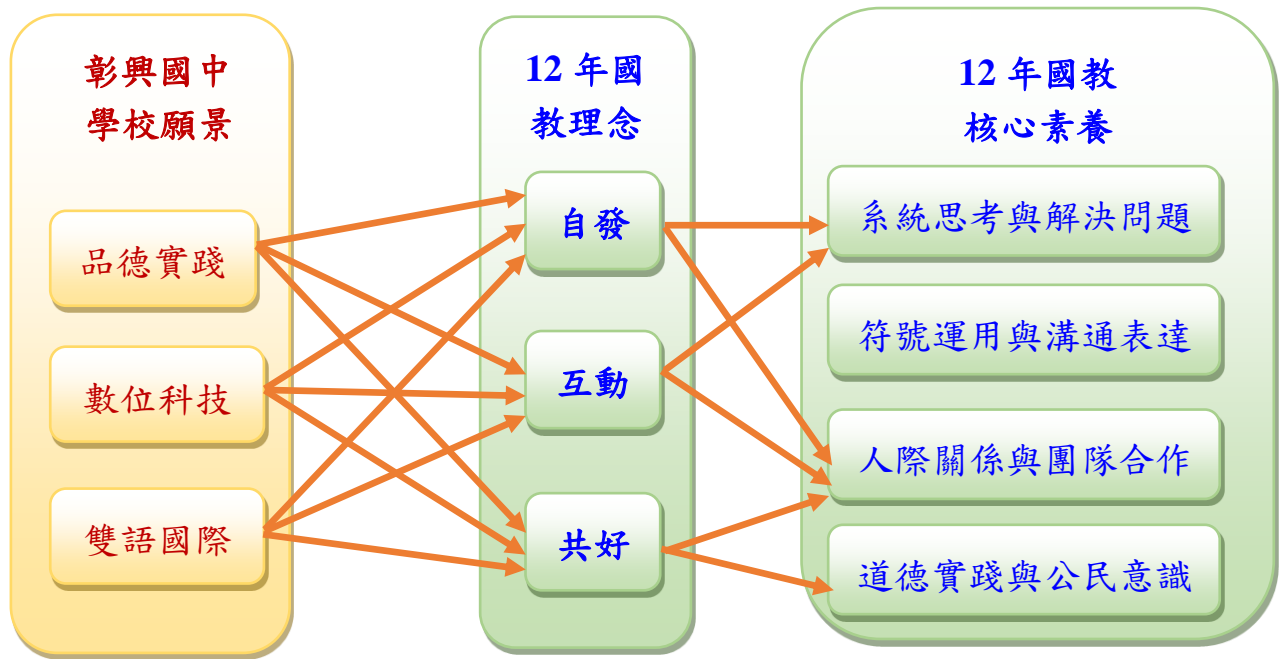 彰興國中
學校願景
品德實踐
數位科技
雙語國際
12 年國
教理念
自發
互動
共好
12 年國教
核心素養
系統思考與解決問題
符號運用與溝通表達
人際關係與團隊合作
道德實踐與公民意識